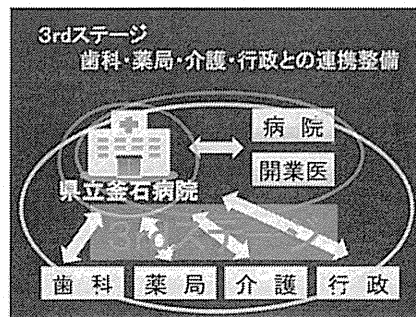 3rdステージ
歯科・薬局・介護・行政との連携整備
病院
開業医
県立釜石病院
歯科
薬局
介護
行政